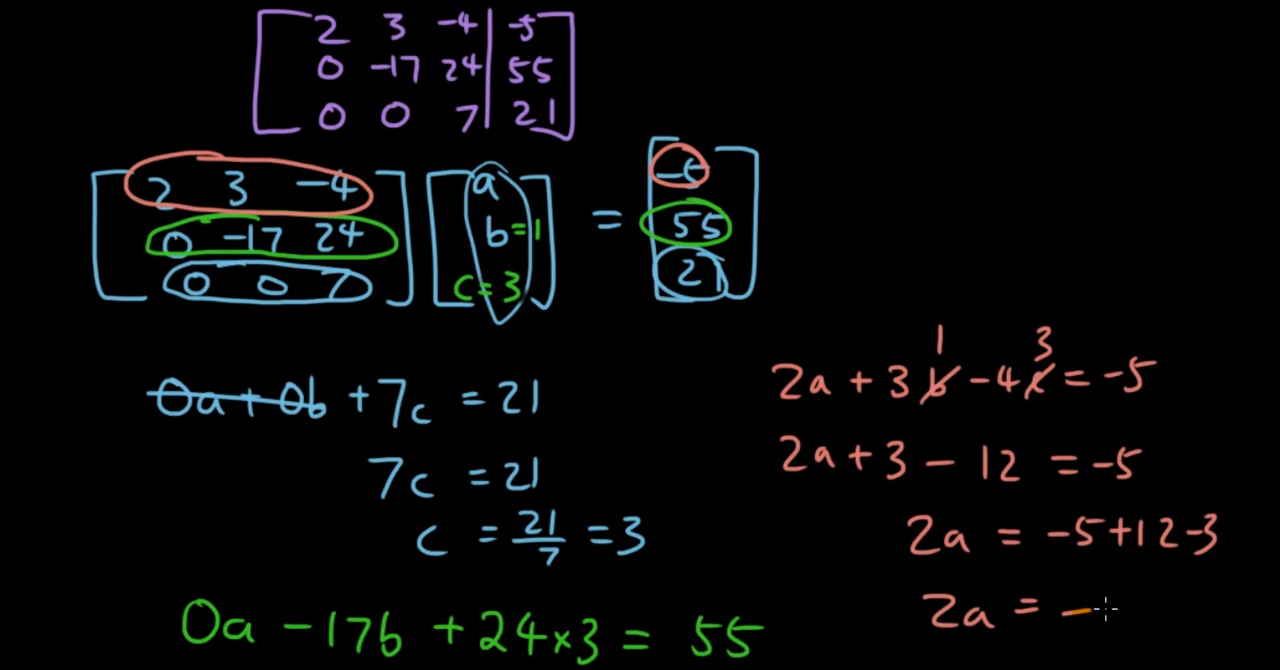 2 3 -4 | -5
0 -17 24 | 55
0 0 7 | 21
2 3 -4 a
0 -17 24 b = 1 = 55
0 0 7 c = 3 21
0a + 0b + 7c = 21
7c = 21
c = 21/7 = 3
0a - 17b + 24×3 = 55
1 3
2a + 3b - 4c = -5
2a + 3 - 12 = -5
2a = -5+12-3
2a = -